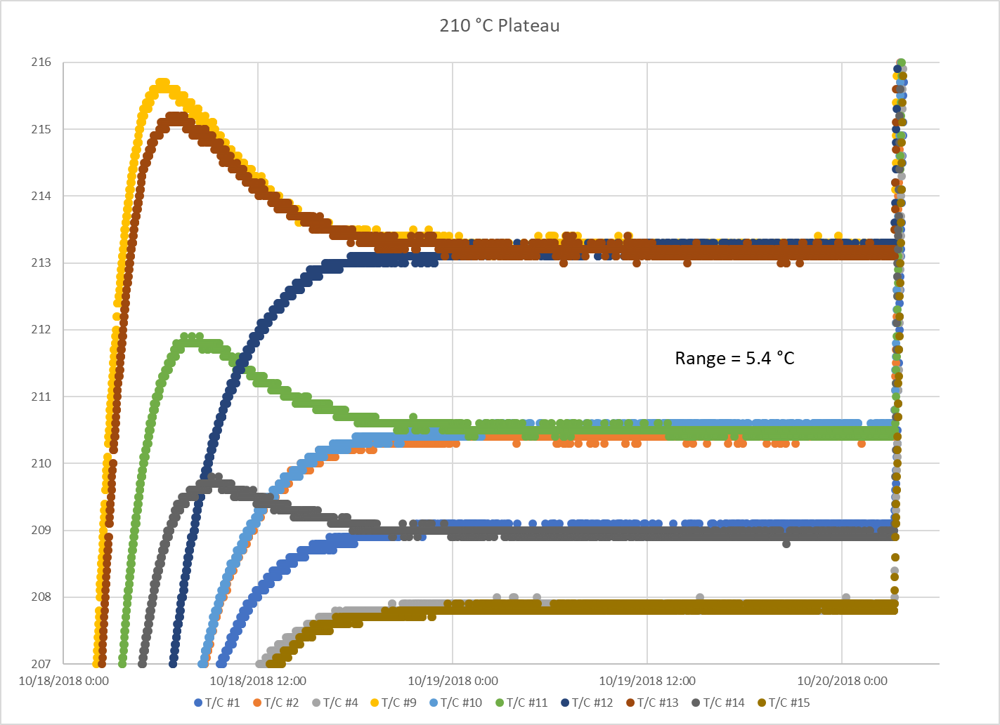 210 °C Plateau
216
215
214
213
212
211
210
209
208
207
Range = 5.4 °C
10/18/2018 0:00 10/18/2018 12:00 10/19/2018 0:00 10/19/2018 12:00 10/20/2018 0:00
T/C #1 T/C #2 T/C #4 T/C #9 T/C #10 T/C #11 T/C #12 T/C #13 T/C #14 T/C #15